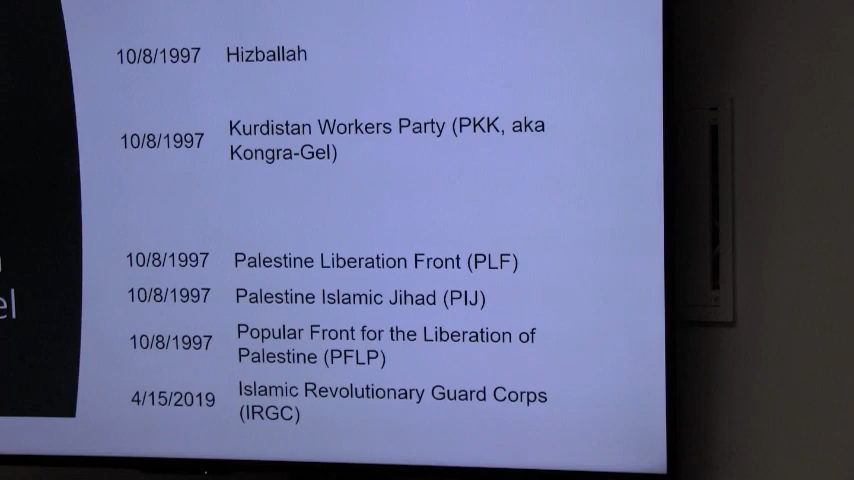 10/8/1997 Hizballah
10/8/1997 Kurdistan Workers Party (PKK, aka
Kongra-Gel)
10/8/1997 Palestine Liberation Front (PLF)
10/8/1997 Palestine Islamic Jihad (PIJ)
10/8/1997 Popular Front for the Liberation of
Palestine (PFLP)
4/15/2019 Islamic Revolutionary Guard Corps
(IRGC)
el